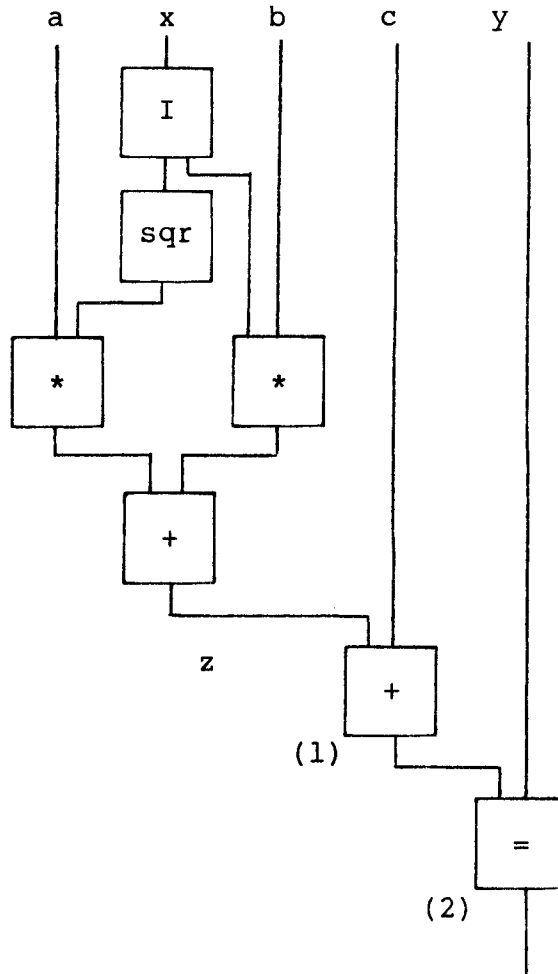 a x b c y
I
sqr
* *
+
z
+
(1)
=
(2)